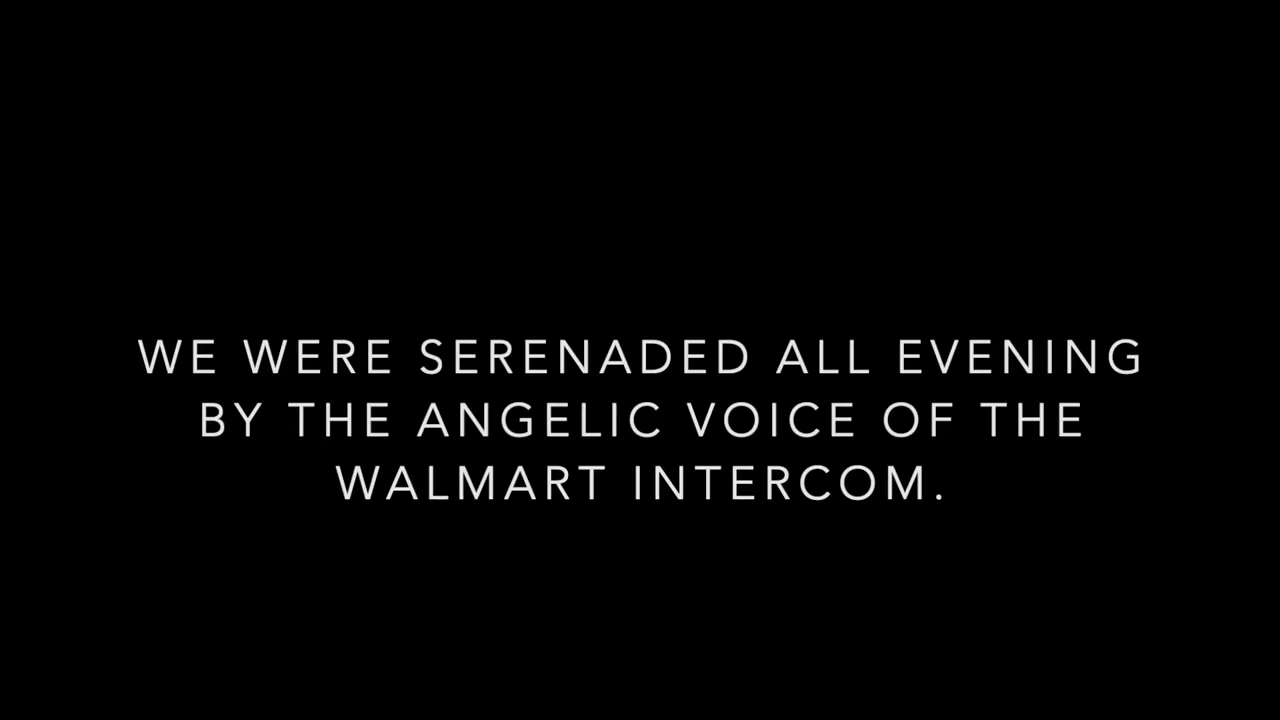 WE WERE SERENADED ALL EVENING
BY THE ANGELIC VOICE OF THE
WALMART INTERCOM.